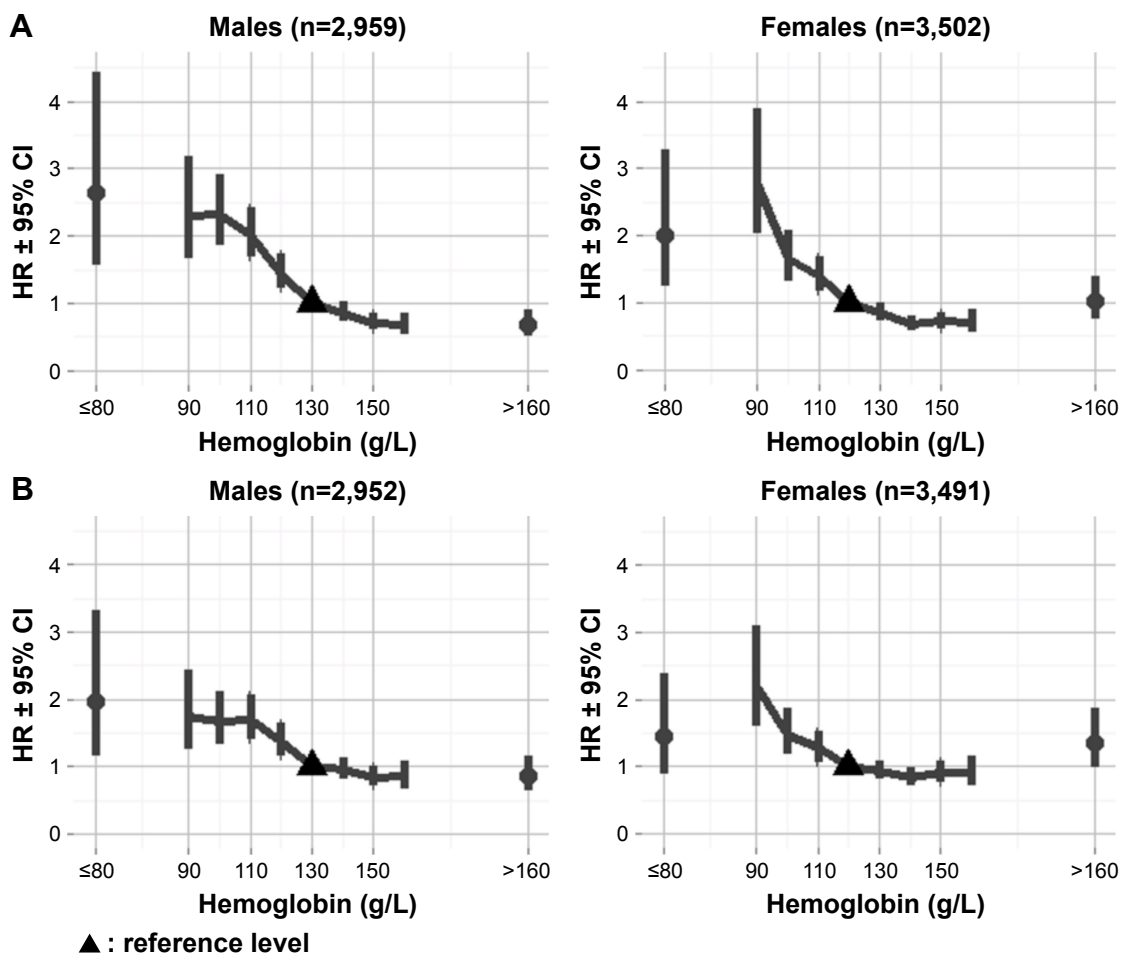 A
Males (n=2,959)
Females (n=3,502)
HR ± 95% CI
4
3
2
1
0
≤80
90
110
130
150
>160
Hemoglobin (g/L)
HR ± 95% CI
4
3
2
1
0
≤80
90
110
130
150
>160
Hemoglobin (g/L)
B
Males (n=2,952)
Females (n=3,491)
HR ± 95% CI
4
3
2
1
0
≤80
90
110
130
150
>160
Hemoglobin (g/L)
HR ± 95% CI
4
3
2
1
0
≤80
90
110
130
150
>160
Hemoglobin (g/L)
▲ : reference level